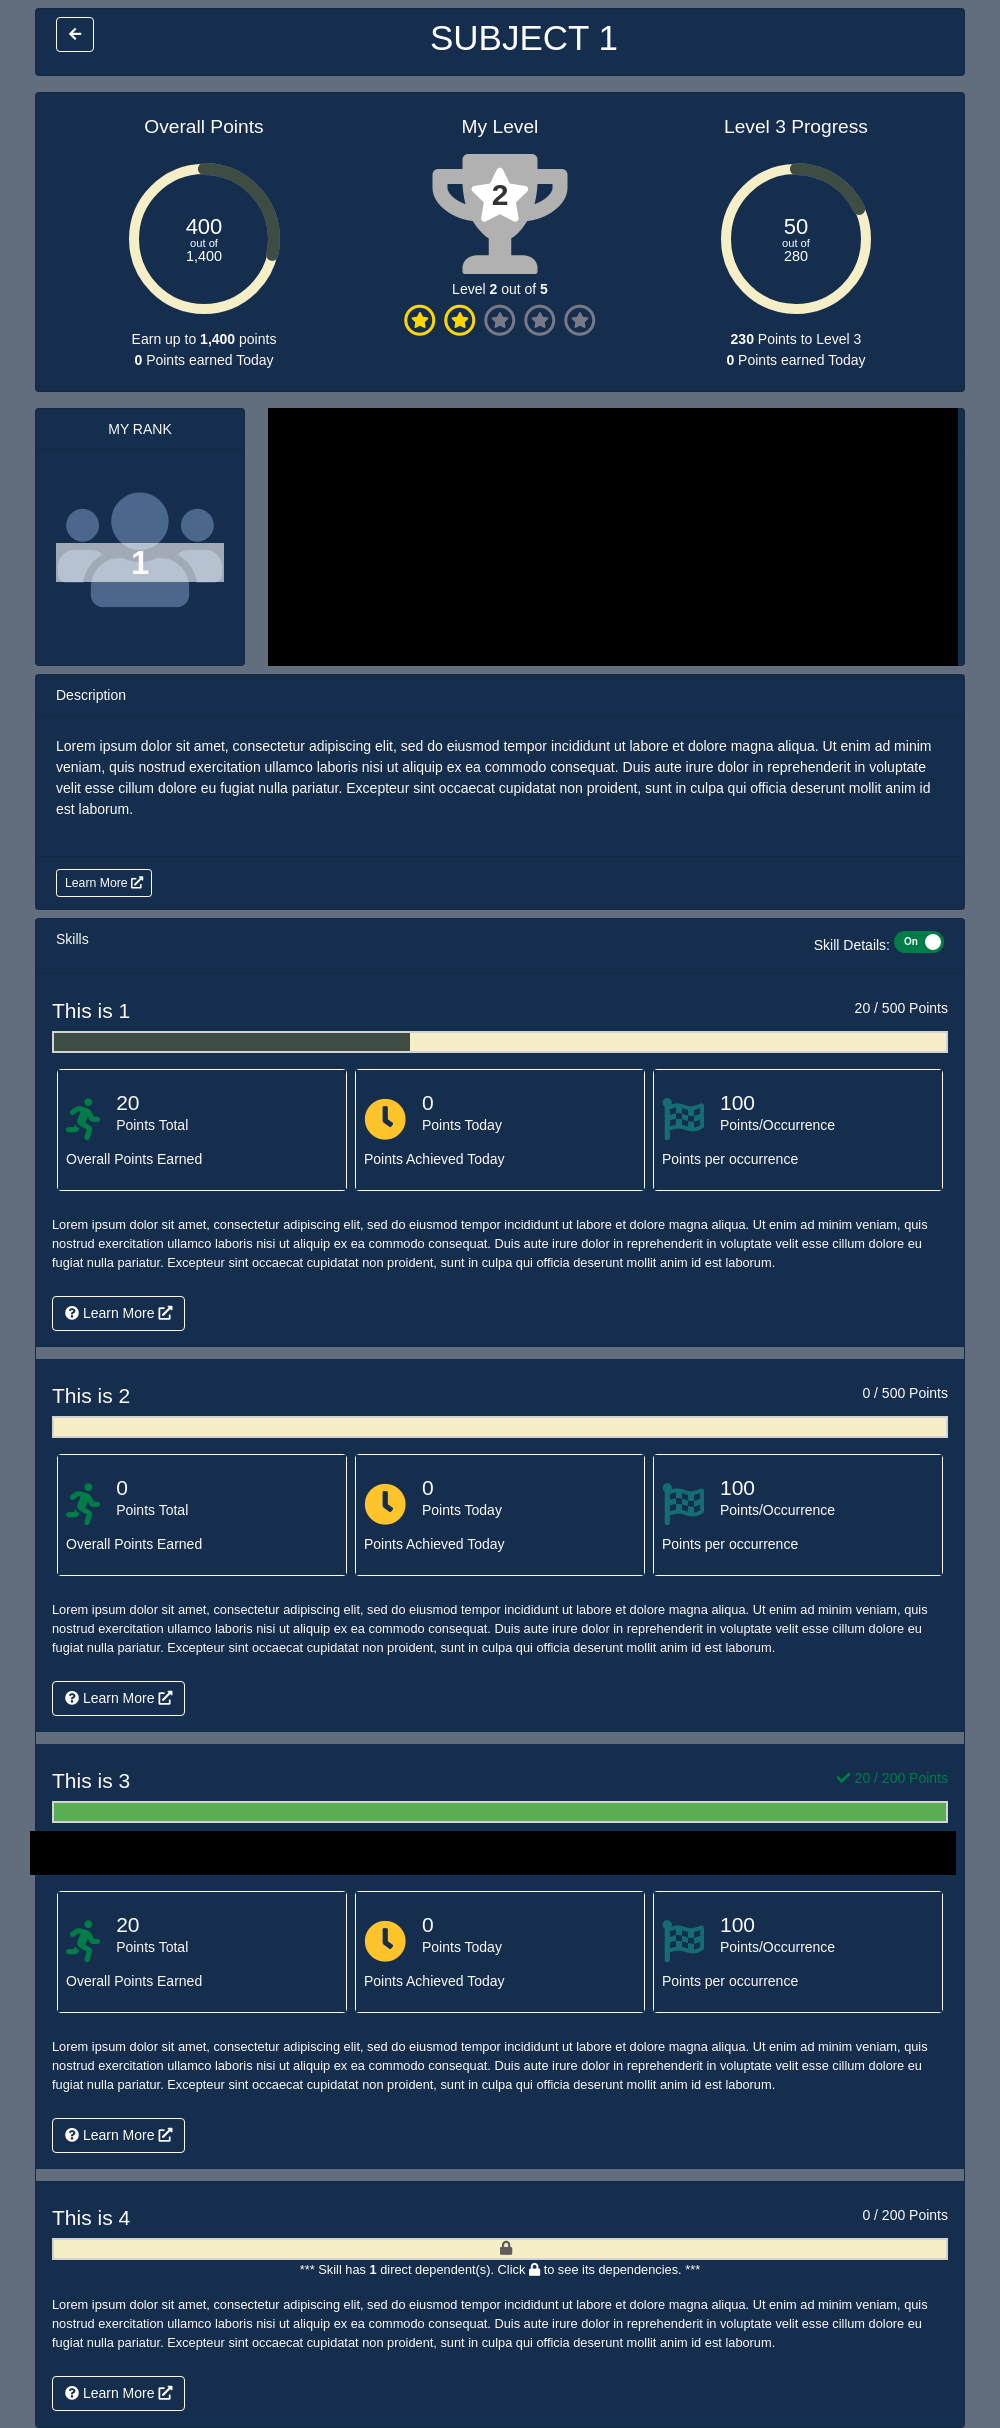 SUBJECT 1
Overall Points
400
out of
1,400
Earn up to 1,400 points
0 Points earned Today
My Level
2
Level 2 out of 5
Level 3 Progress
50
out of
280
230 Points to Level 3
0 Points earned Today
MY RANK
1
Description
Lorem ipsum dolor sit amet, consectetur adipiscing elit, sed do eiusmod tempor incididunt ut labore et dolore magna aliqua. Ut enim ad minim
veniam, quis nostrud exercitation ullamco laboris nisi ut aliquip ex ea commodo consequat. Duis aute irure dolor in reprehenderit in voluptate
velit esse cillum dolore eu fugiat nulla pariatur. Excepteur sint occaecat cupidatat non proident, sunt in culpa qui officia deserunt mollit anim id
est laborum.
Learn More
Skills
Skill Details: On
This is 1
20 / 500 Points
20
Points Total
Overall Points Earned
0
Points Today
Points Achieved Today
100
Points/Occurrence
Points per occurrence
Lorem ipsum dolor sit amet, consectetur adipiscing elit, sed do eiusmod tempor incididunt ut labore et dolore magna aliqua. Ut enim ad minim veniam, quis
nostrud exercitation ullamco laboris nisi ut aliquip ex ea commodo consequat. Duis aute irure dolor in reprehenderit in voluptate velit esse cillum dolore eu
fugiat nulla pariatur. Excepteur sint occaecat cupidatat non proident, sunt in culpa qui officia deserunt mollit anim id est laborum.
Learn More
This is 2
0 / 500 Points
0
Points Total
Overall Points Earned
0
Points Today
Points Achieved Today
100
Points/Occurrence
Points per occurrence
Lorem ipsum dolor sit amet, consectetur adipiscing elit, sed do eiusmod tempor incididunt ut labore et dolore magna aliqua. Ut enim ad minim veniam, quis
nostrud exercitation ullamco laboris nisi ut aliquip ex ea commodo consequat. Duis aute irure dolor in reprehenderit in voluptate velit esse cillum dolore eu
fugiat nulla pariatur. Excepteur sint occaecat cupidatat non proident, sunt in culpa qui officia deserunt mollit anim id est laborum.
Learn More
This is 3
20 / 200 Points
20
Points Total
Overall Points Earned
0
Points Today
Points Achieved Today
100
Points/Occurrence
Points per occurrence
Lorem ipsum dolor sit amet, consectetur adipiscing elit, sed do eiusmod tempor incididunt ut labore et dolore magna aliqua. Ut enim ad minim veniam, quis
nostrud exercitation ullamco laboris nisi ut aliquip ex ea commodo consequat. Duis aute irure dolor in reprehenderit in voluptate velit esse cillum dolore eu
fugiat nulla pariatur. Excepteur sint occaecat cupidatat non proident, sunt in culpa qui officia deserunt mollit anim id est laborum.
Learn More
This is 4
0 / 200 Points
*** Skill has 1 direct dependent(s). Click to see its dependencies. ***
Lorem ipsum dolor sit amet, consectetur adipiscing elit, sed do eiusmod tempor incididunt ut labore et dolore magna aliqua. Ut enim ad minim veniam, quis
nostrud exercitation ullamco laboris nisi ut aliquip ex ea commodo consequat. Duis aute irure dolor in reprehenderit in voluptate velit esse cillum dolore eu
fugiat nulla pariatur. Excepteur sint occaecat cupidatat non proident, sunt in culpa qui officia deserunt mollit anim id est laborum.
Learn More